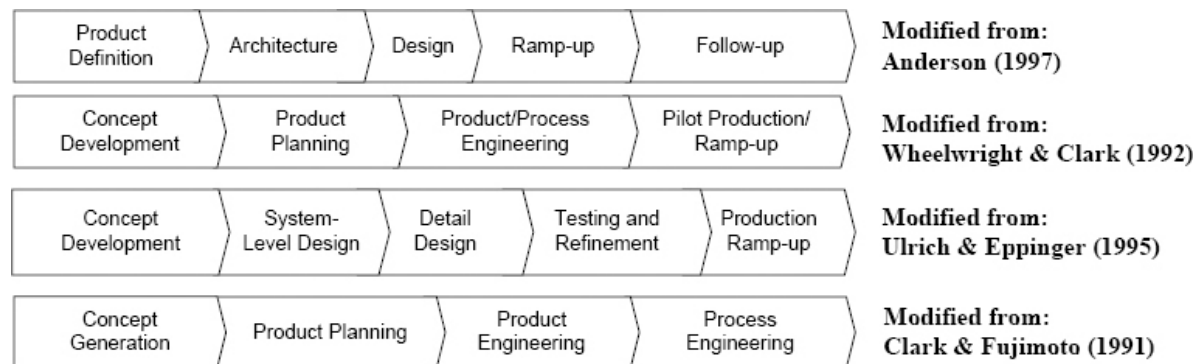 Product
Definition
Architecture
Design
Ramp-up
Follow-up
Modified from:
Anderson (1997)
Concept
Development
Product
Planning
Product/Process
Engineering
Pilot Production/
Ramp-up
Modified from:
Wheelwright & Clark (1992)
Concept
Development
System-
Level Design
Detail
Design
Testing and
Refinement
Production
Ramp-up
Modified from:
Ulrich & Eppinger (1995)
Concept
Generation
Product Planning
Product
Engineering
Process
Engineering
Modified from:
Clark & Fujimoto (1991)